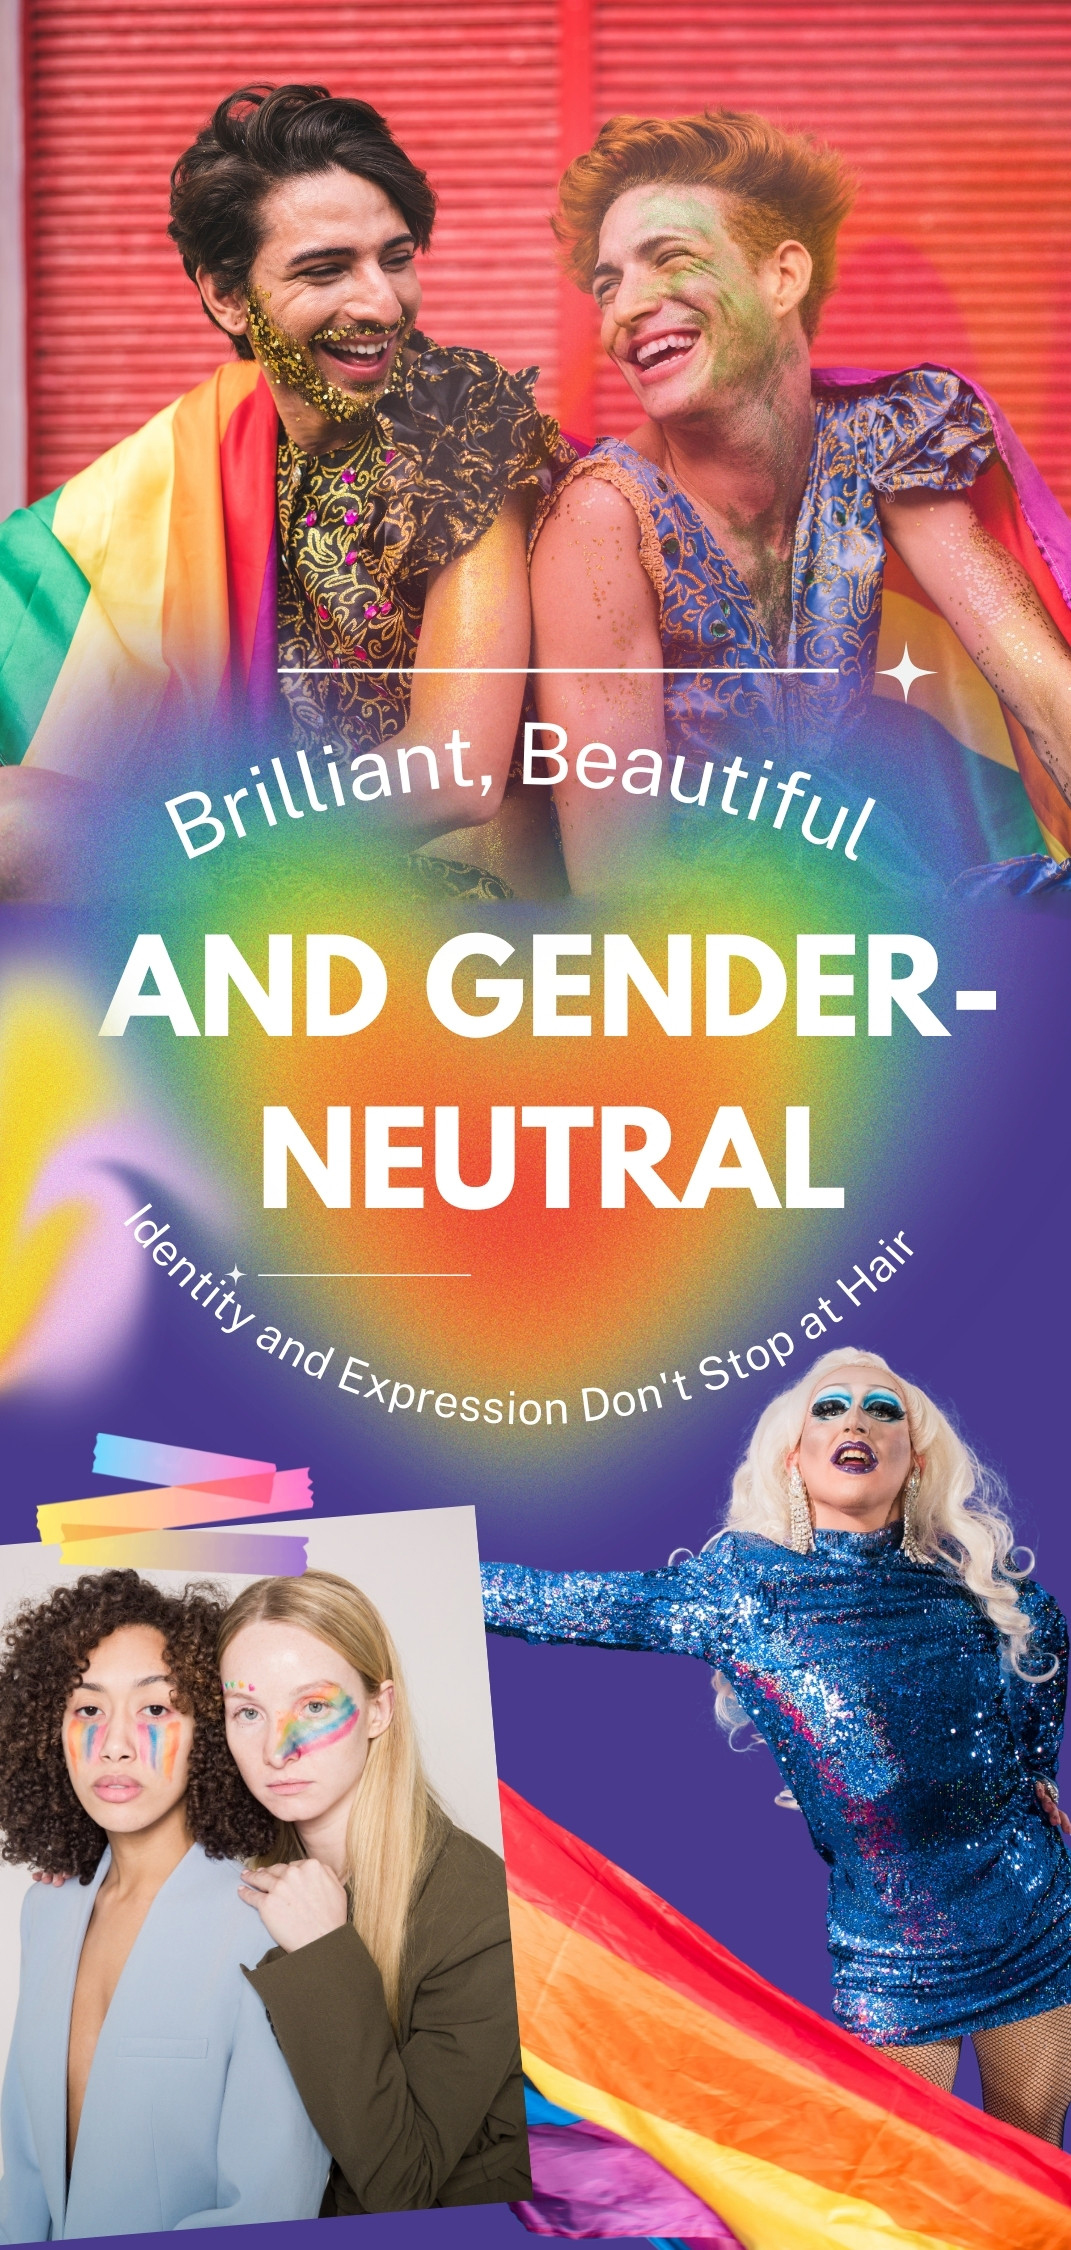 Brilliant, Beautiful
AND GENDER-
NEUTRAL
Identity and Expression Don't Stop at Hair